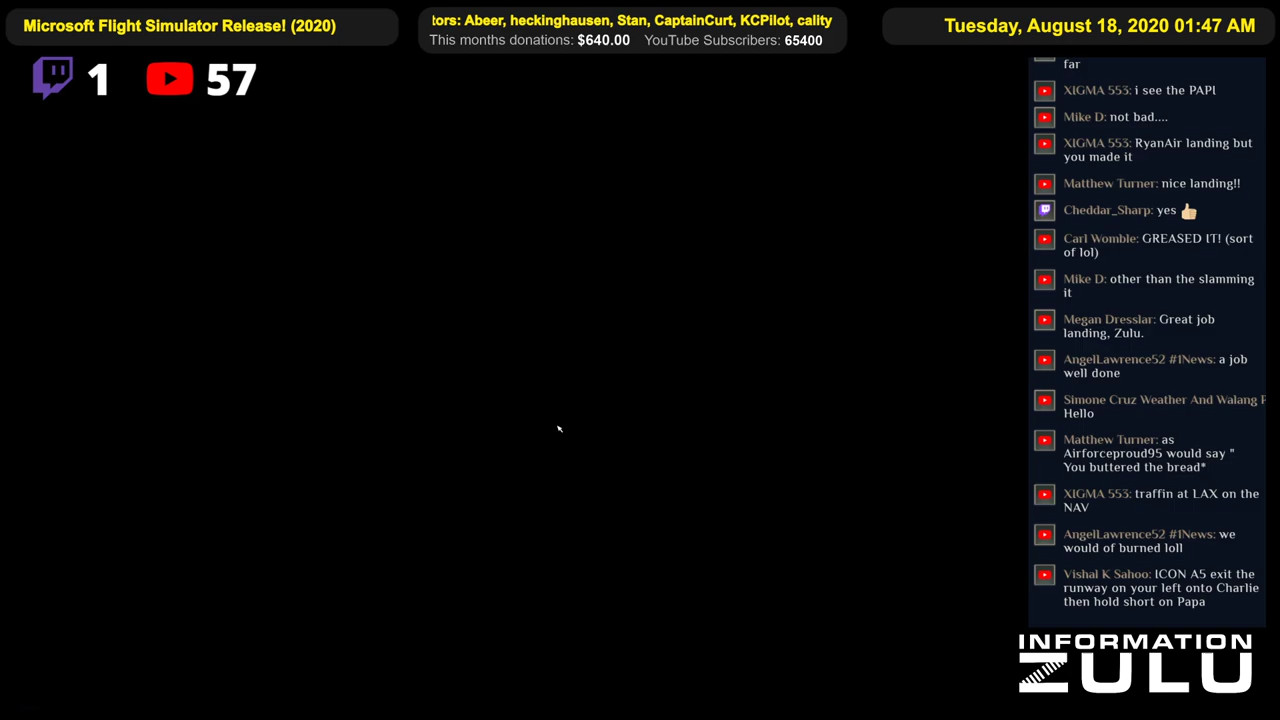 Microsoft Flight Simulator Release! (2020)
tors: Abeer, heckinghausen, Stan, CaptainCurt, KCPilot, cality
This months donations: $640.00 YouTube Subscribers: 65400
Tuesday, August 18, 2020 01:47 AM
1 57
far
XIGMA 553: i see the PAPI
Mike D: not bad....
XIGMA 553: RyanAir landing but
you made it
Matthew Turner: nice landing!!
Cheddar_Sharp: yes 👍
Carl Womble: GREASED IT! (sort
of lol)
Mike D: other than the slamming
it
Megan Dresslar: Great job
landing, Zulu.
AngelLawrence52 #1News: a job
well done
Simone Cruz Weather And Walang P
Hello
Matthew Turner: as
Airforceproud95 would say "
You buttered the bread*
XIGMA 553: traffin at LAX on the
NAV
AngelLawrence52 #1News: we
would of burned loll
Vishal K Sahoo: ICON A5 exit the
runway on your left onto Charlie
then hold short on Papa
INFORMATION
ZULU